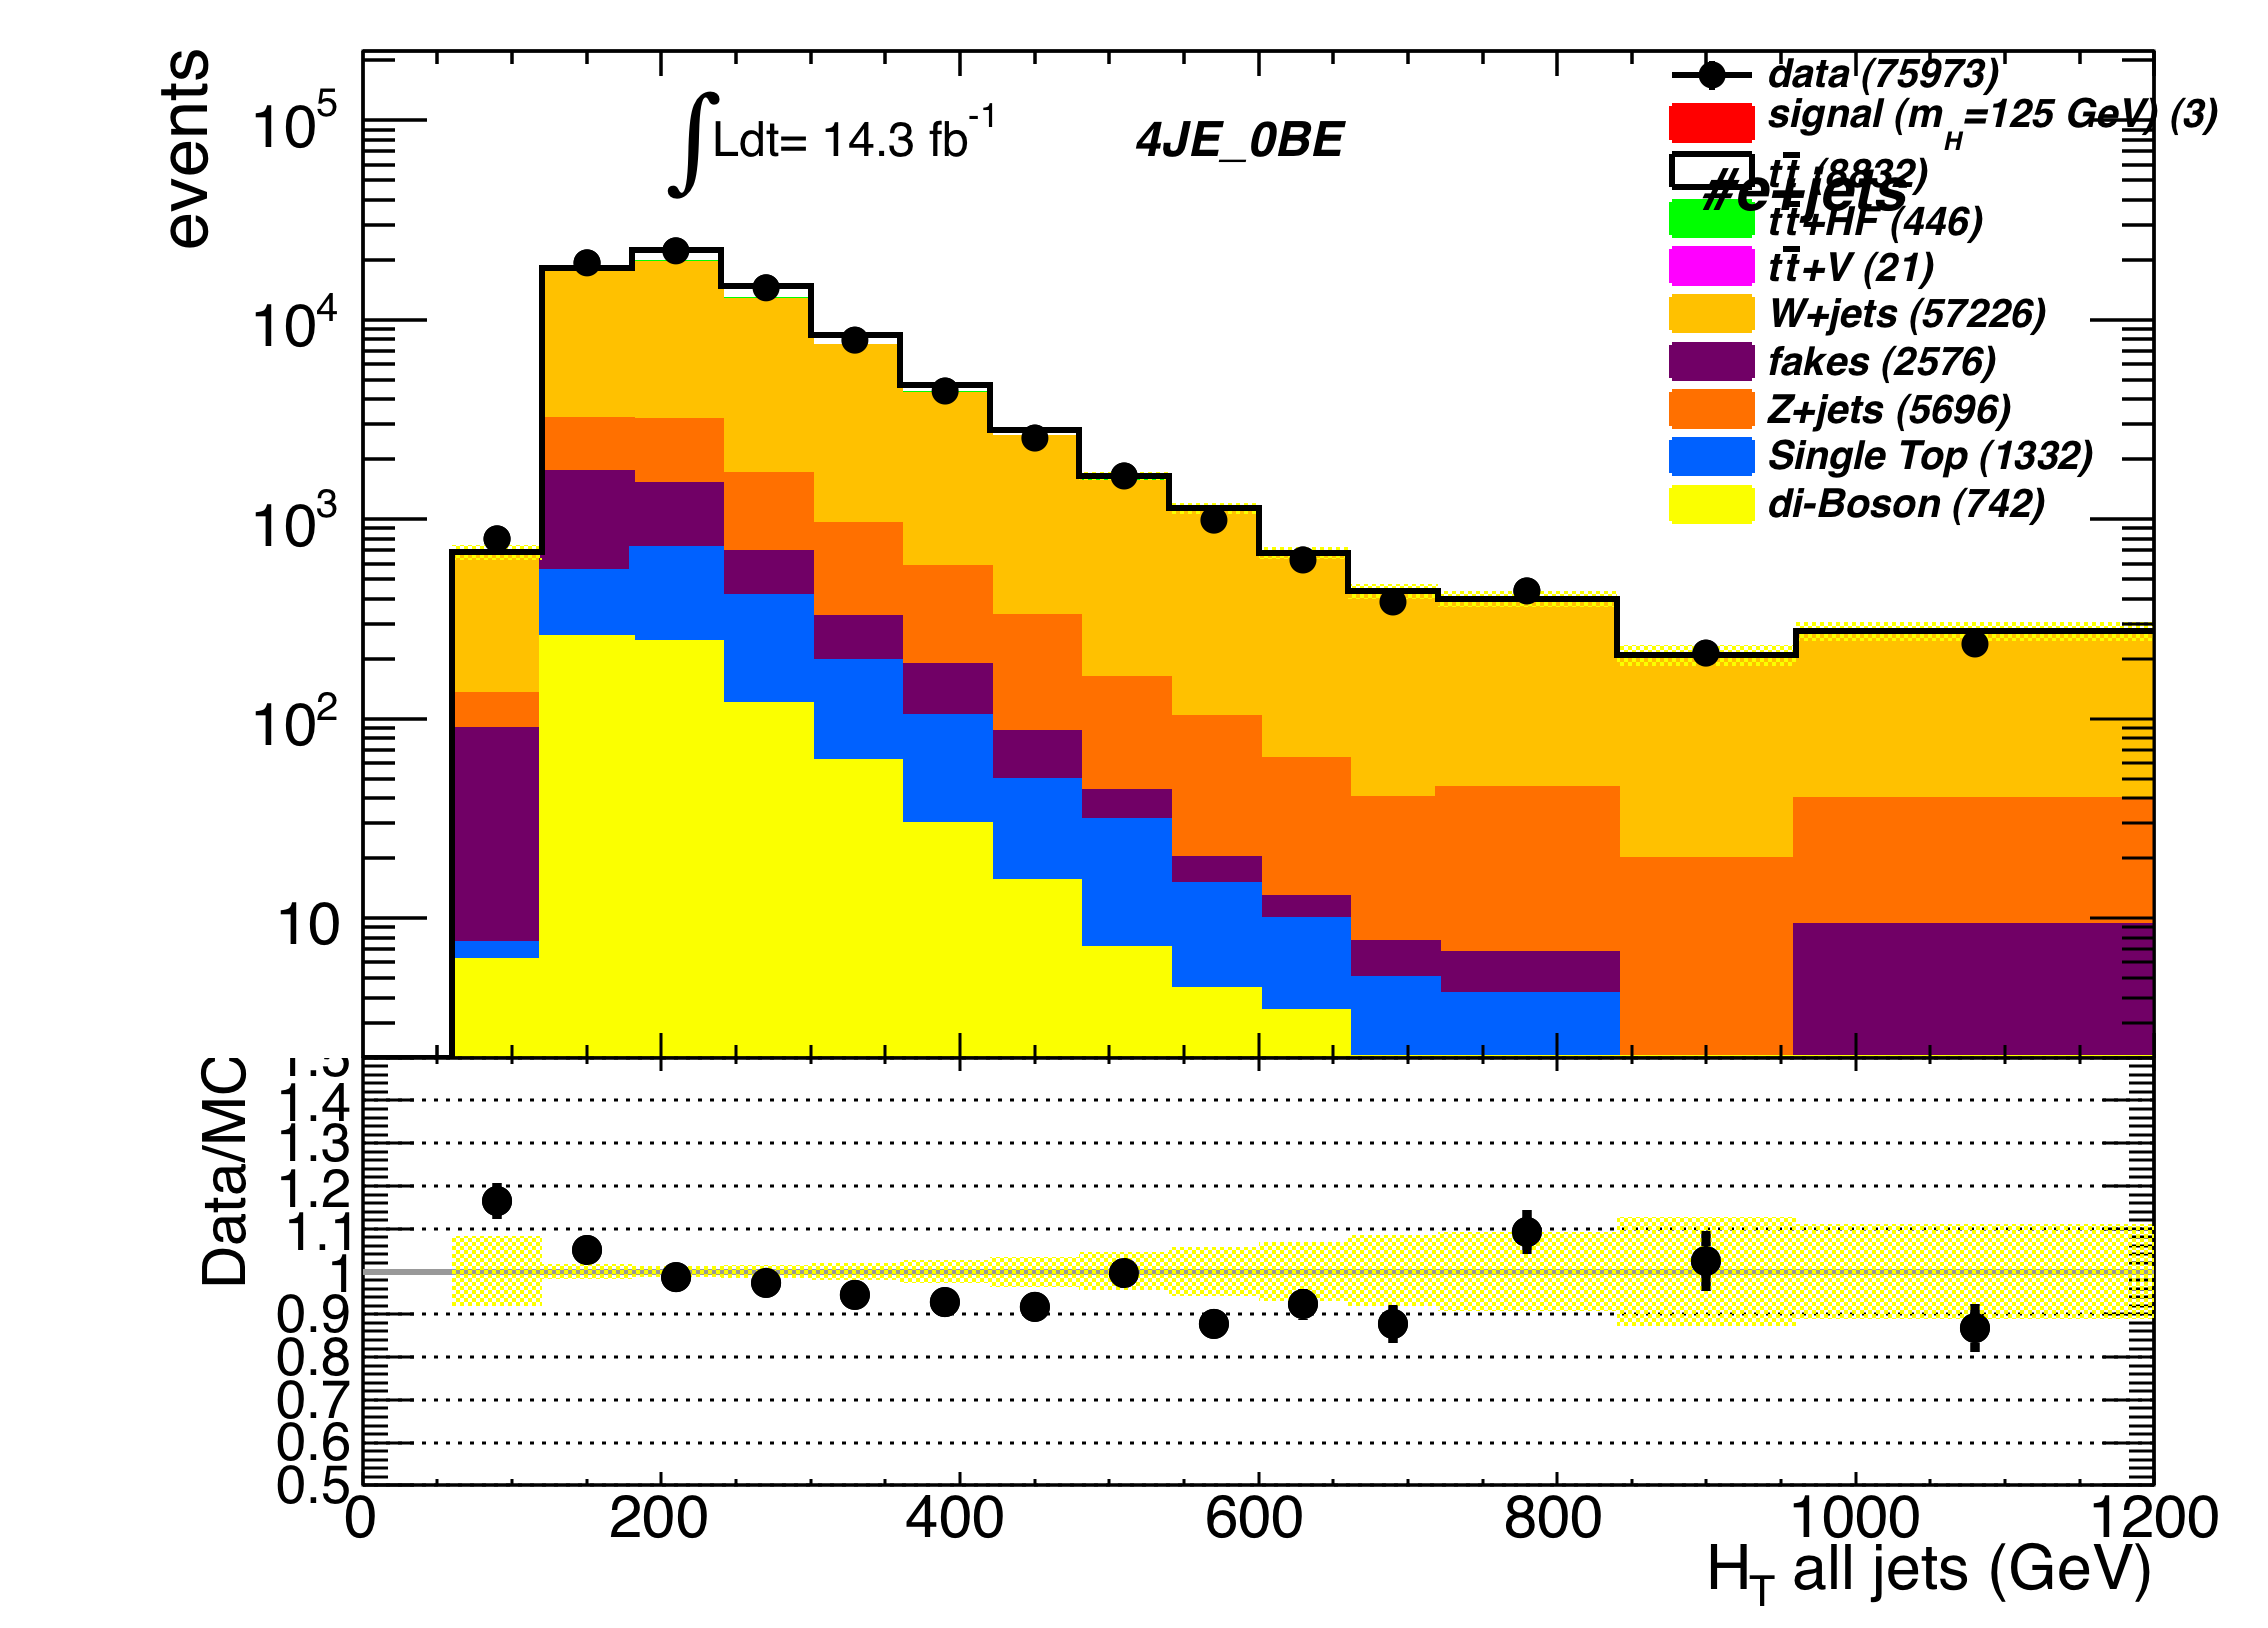 events
10^5
10^4
10^3
10^2
10
∫Ldt= 14.3 fb^-1
4JE_0BE
#e+jets
data (75973)
signal (m_H=125 GeV) (3)
tt̄ (8832)
tt̄+HF (446)
tt̄+V (21)
W+jets (57226)
fakes (2576)
Z+jets (5696)
Single Top (1332)
di-Boson (742)
Data/MC
1.5
1.4
1.3
1.2
1.1
1
0.9
0.8
0.7
0.6
0.5
0 200 400 600 800 1000 1200
H_T all jets (GeV)